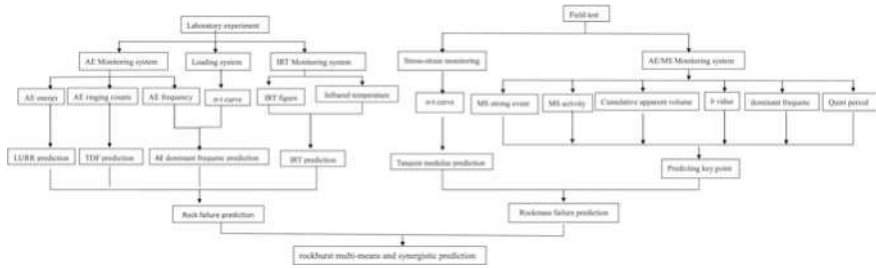 Laboratory experiment
Field test
AE Monitoring system
Loading system
IRT Monitoring system
Stress-strain monitoring
AE/MS Monitoring system
AE energy
AE ringing counts
AE frequency
σ-t curve
IRT figure
Infrared temperature
σ-t curve
MS strong event
MS activity
Cumulative apparent volume
b value
dominant frequenc
Quiet period
LURR prediction
TDF prediction
AE dominant frequenc prediction
IRT prediction
Tangent modulus prediction
Predicting key point
Rock failure prediction
Rockmass failure prediction
rockburst multi-means and synergistic prediction